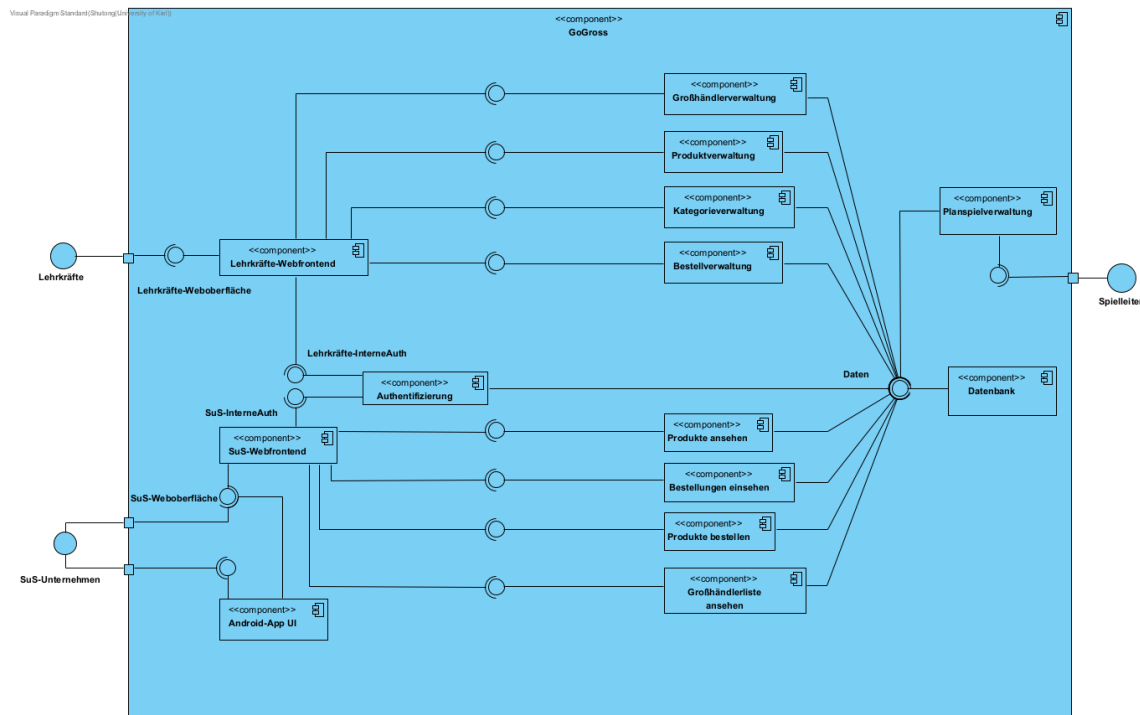 Visual Paradigm Standard(Shutong(University of Kiel))
<<component>>
GoGross
<<component>>
Großhändlerverwaltung
<<component>>
Produktverwaltung
<<component>>
Kategorieverwaltung
<<component>>
Planspielverwaltung
<<component>>
Lehrkräfte-Webfrontend
<<component>>
Bestellverwaltung
Lehrkräfte
Lehrkräfte-Weboberfläche
Spielleiter
Lehrkräfte-InterneAuth
<<component>>
Authentifizierung
Daten
<<component>>
Datenbank
SuS-InterneAuth
<<component>>
SuS-Webfrontend
<<component>>
Produkte ansehen
<<component>>
Bestellungen einsehen
SuS-Weboberfläche
<<component>>
Produkte bestellen
SuS-Unternehmen
<<component>>
Großhändlerliste
ansehen
<<component>>
Android-App UI